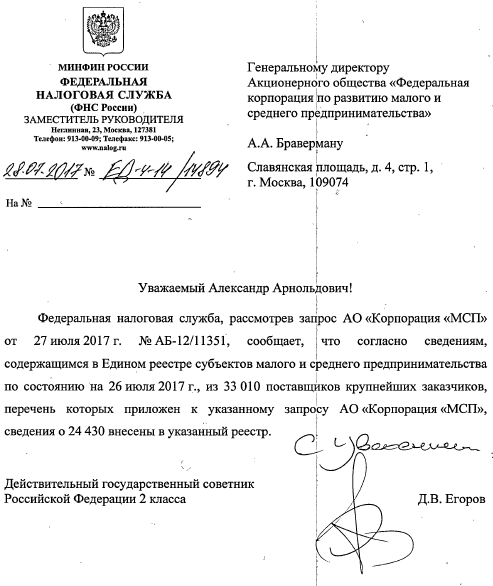 МИНФИН РОССИИ
ФЕДЕРАЛЬНАЯ
НАЛОГОВАЯ СЛУЖБА
(ФНС России)
ЗАМЕСТИТЕЛЬ РУКОВОДИТЕЛЯ
Неглинная, 23, Москва, 127381
Телефон: 913-00-09; Телефакс: 913-00-05;
www.nalog.ru
28.07.2017 № ЕД-4-14/14894
На №
Генеральному директору
Акционерного общества «Федеральная
корпорация по развитию малого и
среднего предпринимательства»
А.А. Браверману
Славянская площадь, д. 4, стр. 1,
г. Москва, 109074
Уважаемый Александр Арнольдович!
Федеральная налоговая служба, рассмотрев запрос АО «Корпорация «МСП»
от 27 июля 2017 г. № АБ-12/11351, сообщает, что согласно сведениям,
содержащимся в Едином реестре субъектов малого и среднего предпринимательства
по состоянию на 26 июля 2017 г., из 33 010 поставщиков крупнейших заказчиков,
перечень которых приложен к указанному запросу АО «Корпорация «МСП»,
сведения о 24 430 внесены в указанный реестр.
С уважением
Действительный государственный советник
Российской Федерации 2 класса
Д.В. Егоров